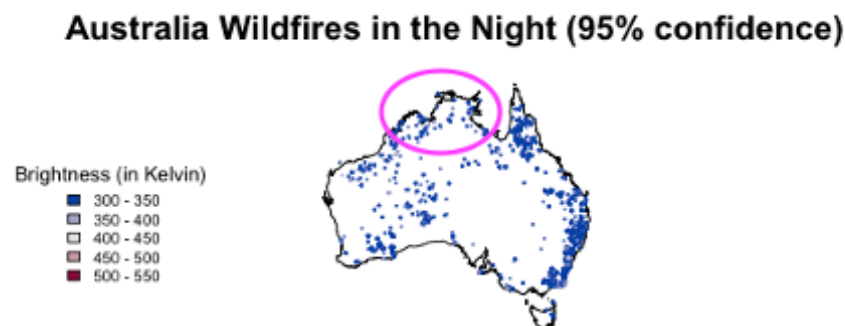 Australia Wildfires in the Night (95% confidence)
Brightness (in Kelvin)
300 - 350
350 - 400
400 - 450
450 - 500
500 - 550